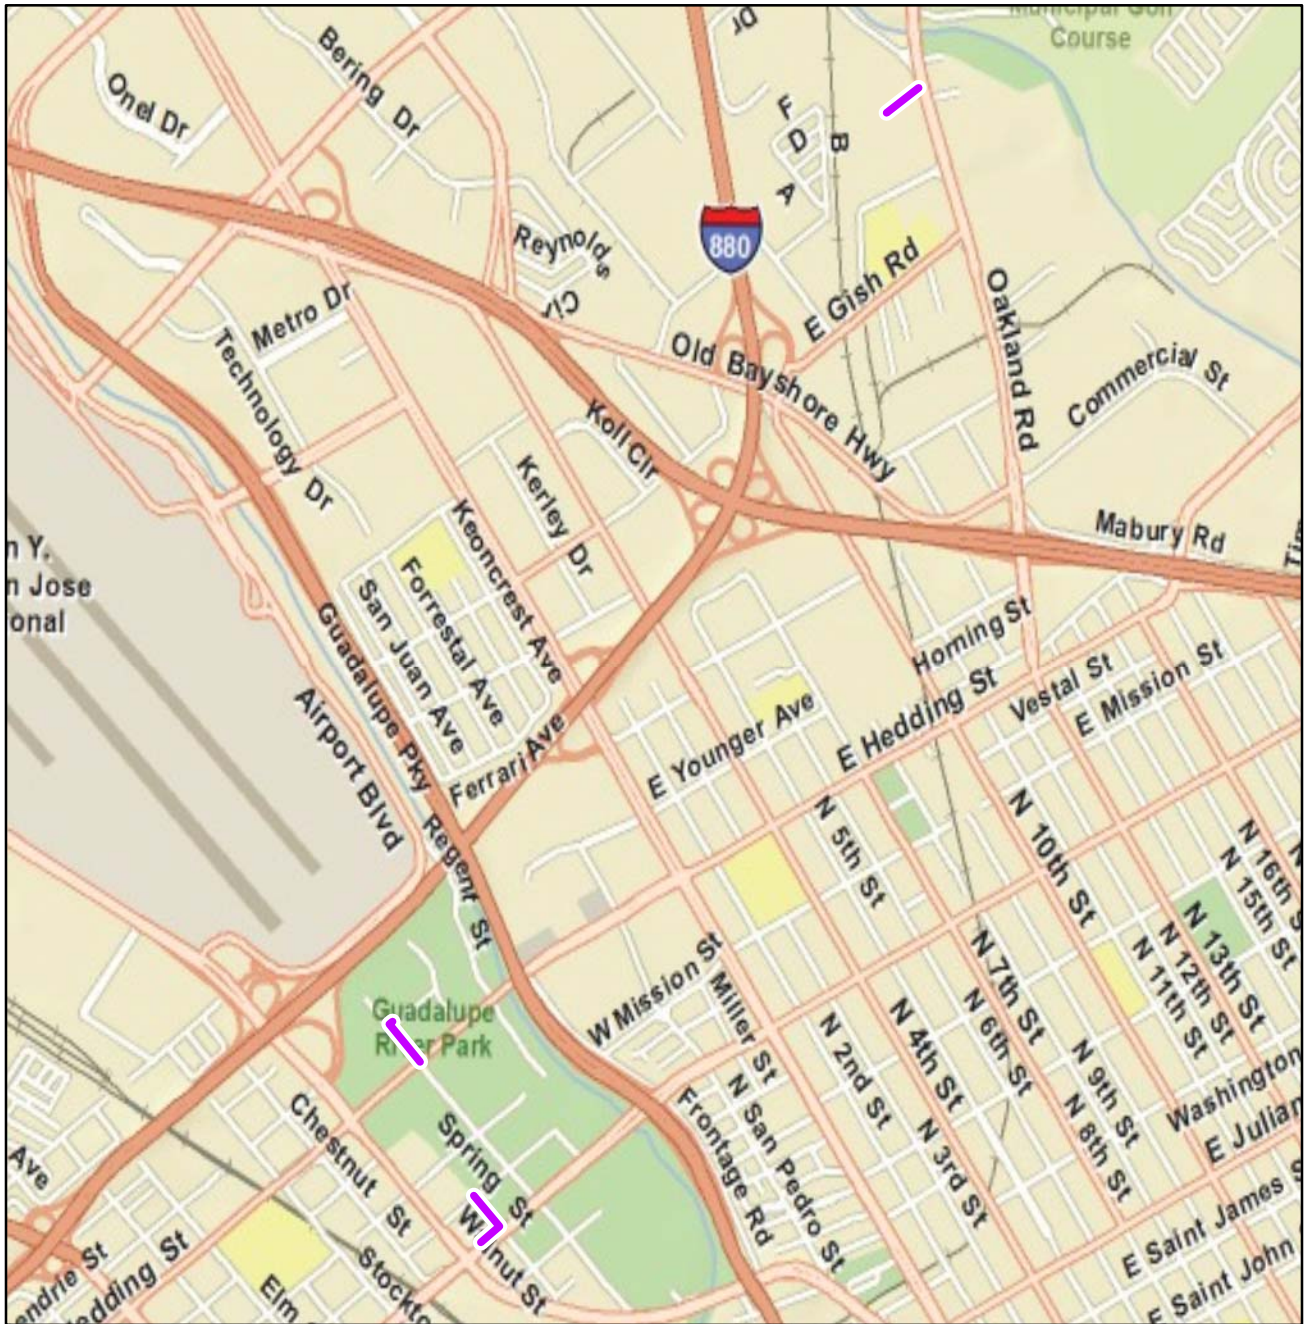 Course
Onel Dr
Bering Dr
Dr
F
D
A
B
880
Reynolds
Cir
E Gish Rd
Metro Dr
Technology Dr
Old Bayshore Hwy
Oakland Rd
Commercial St
Koll Cir
Kerley Dr
Keoncrest Ave
Mabury Rd
n Y.
n Jose
onal
Forrestal Ave
San Juan Ave
Guadalupe Pky
Airport Blvd
Ferrari Ave
Horning St
E Hedding St
Vestal St
E Mission St
E Younger Ave
Regent St
N 5th St
N 10th St
N 16th S
N 15th St
N 13th St
N 12th St
N 11th St
N 7th St
N 6th St
N 4th St
N 9th St
N 8th St
N 2nd St
N 3rd St
W Mission St
Miller St
N San Pedro St
Frontage Rd
Guadalupe
River Park
Spring St
Chestnut St
Walnut St
Ave
endrie St
edding St
Elm
Stockto
Washington
E Julian
E Saint James S
E Saint John